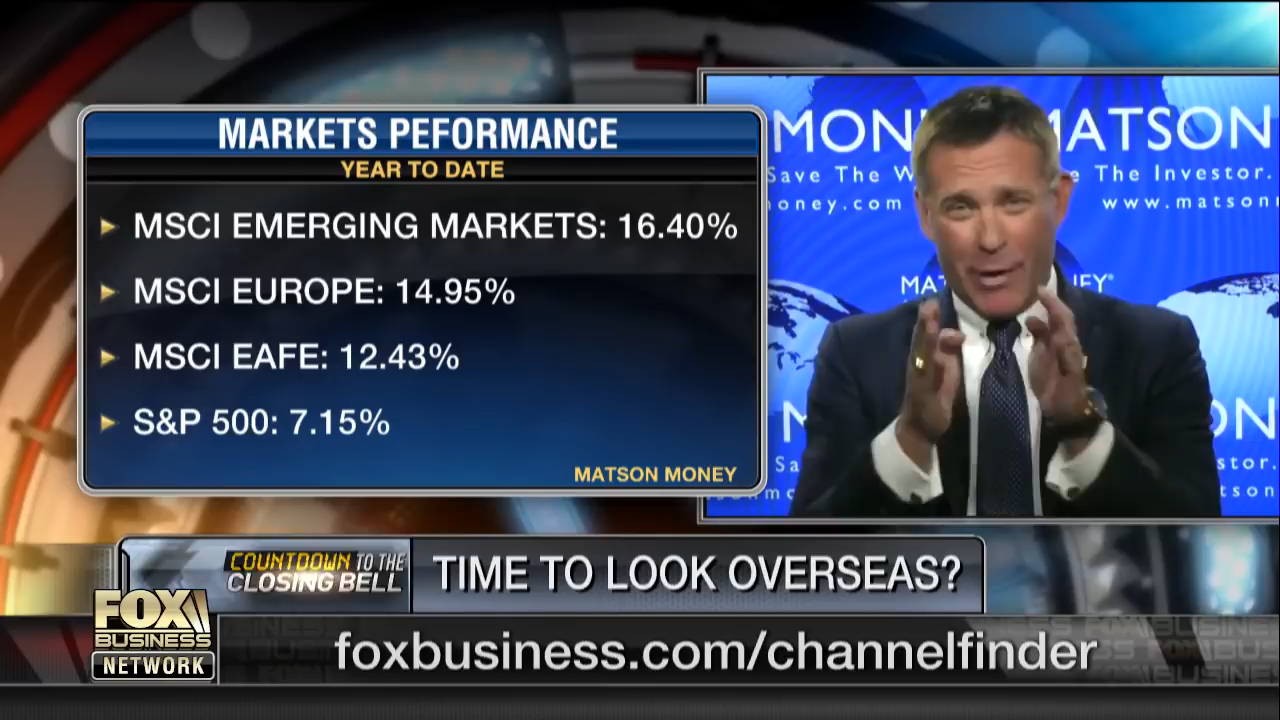 MARKETS PEFORMANCE
YEAR TO DATE
MSCI EMERGING MARKETS: 16.40%
MSCI EUROPE: 14.95%
MSCI EAFE: 12.43%
S&P 500: 7.15%
MATSON MONEY
MATSON
Save The
The Investor.
oney.com
www.matson
COUNTDOWN TO THE
CLOSING BELL
TIME TO LOOK OVERSEAS?
FOX
BUSINESS
NETWORK
foxbusiness.com/channelfinder